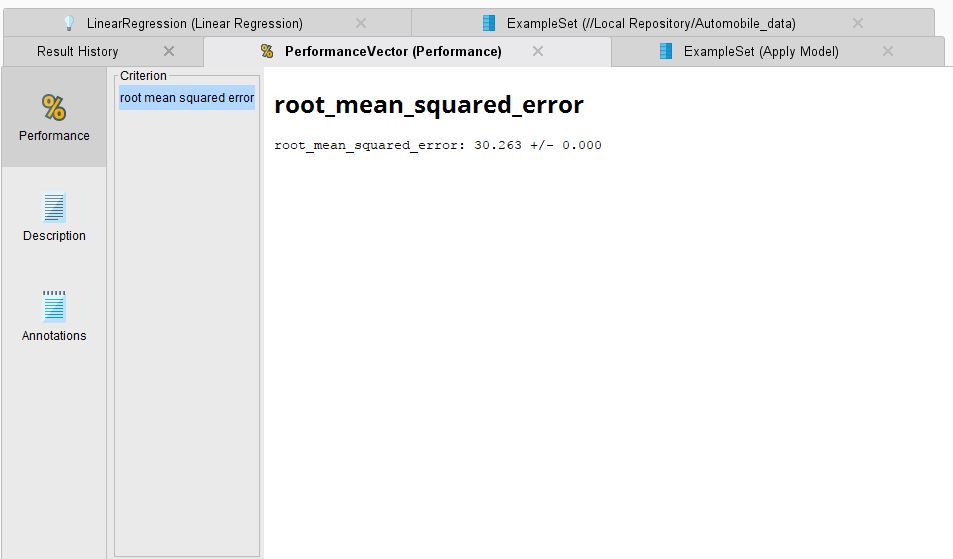 LinearRegression (Linear Regression)
ExampleSet (//Local Repository/Automobile_data)
Result History
PerformanceVector (Performance)
ExampleSet (Apply Model)
Performance
Description
Annotations
Criterion
root mean squared error
root_mean_squared_error
root_mean_squared_error: 30.263 +/- 0.000